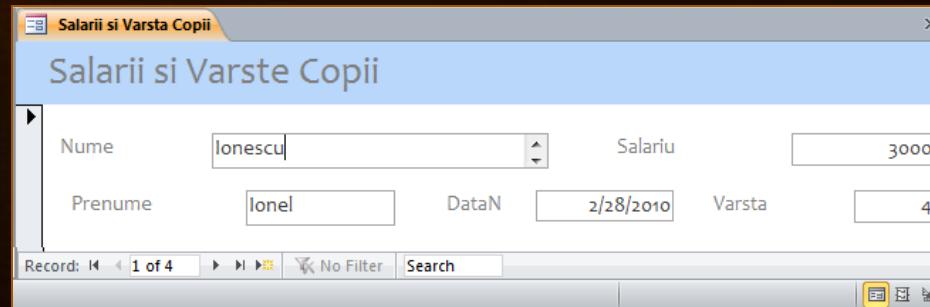 Salarii si Varsta Copii
Salarii si Varste Copii
Nume Ionescu Salariu 3000
Prenume Ionel DataN 2/28/2010 Varsta 4
Record: 1 of 4 No Filter Search